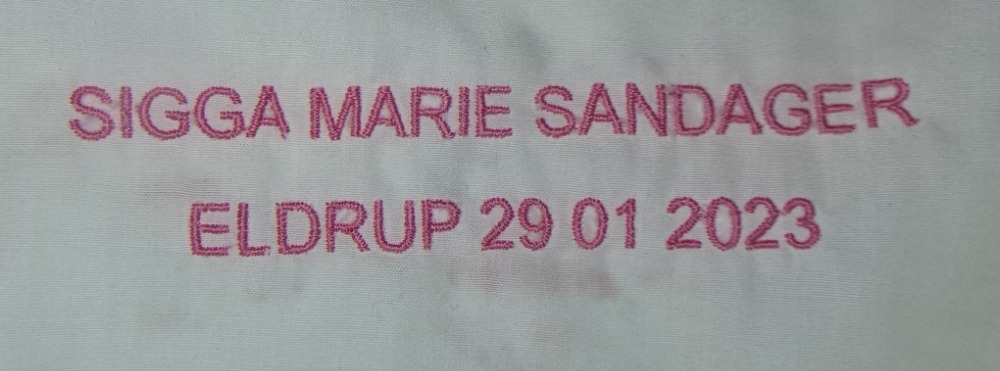 SIGGA MARIE SANDAGER
ELDRUP 29 01 2023